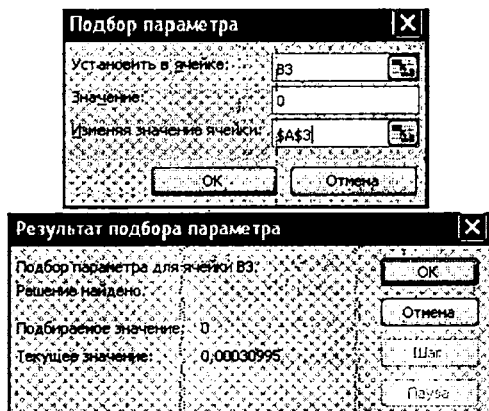 Подбор параметра
Установить в ячейке: B3
Значение: 0
Изменяя значение ячейки: $A$3
OK Отмена
Результат подбора параметра
Подбор параметра для ячейки B3.
Решение найдено.
Подбираемое значение: 0
Текущее значение: 0,00030995
OK
Отмена
Шаг
Пауза